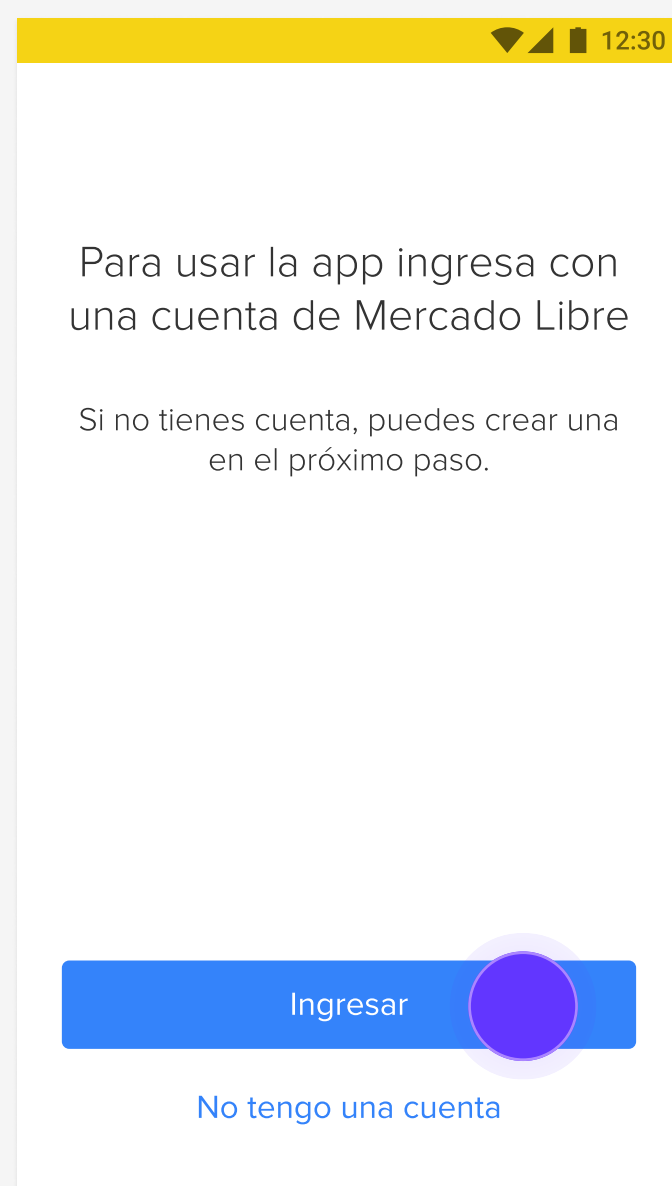 12:30
Para usar la app ingresa con
una cuenta de Mercado Libre
Si no tienes cuenta, puedes crear una
en el próximo paso.
Ingresar
No tengo una cuenta